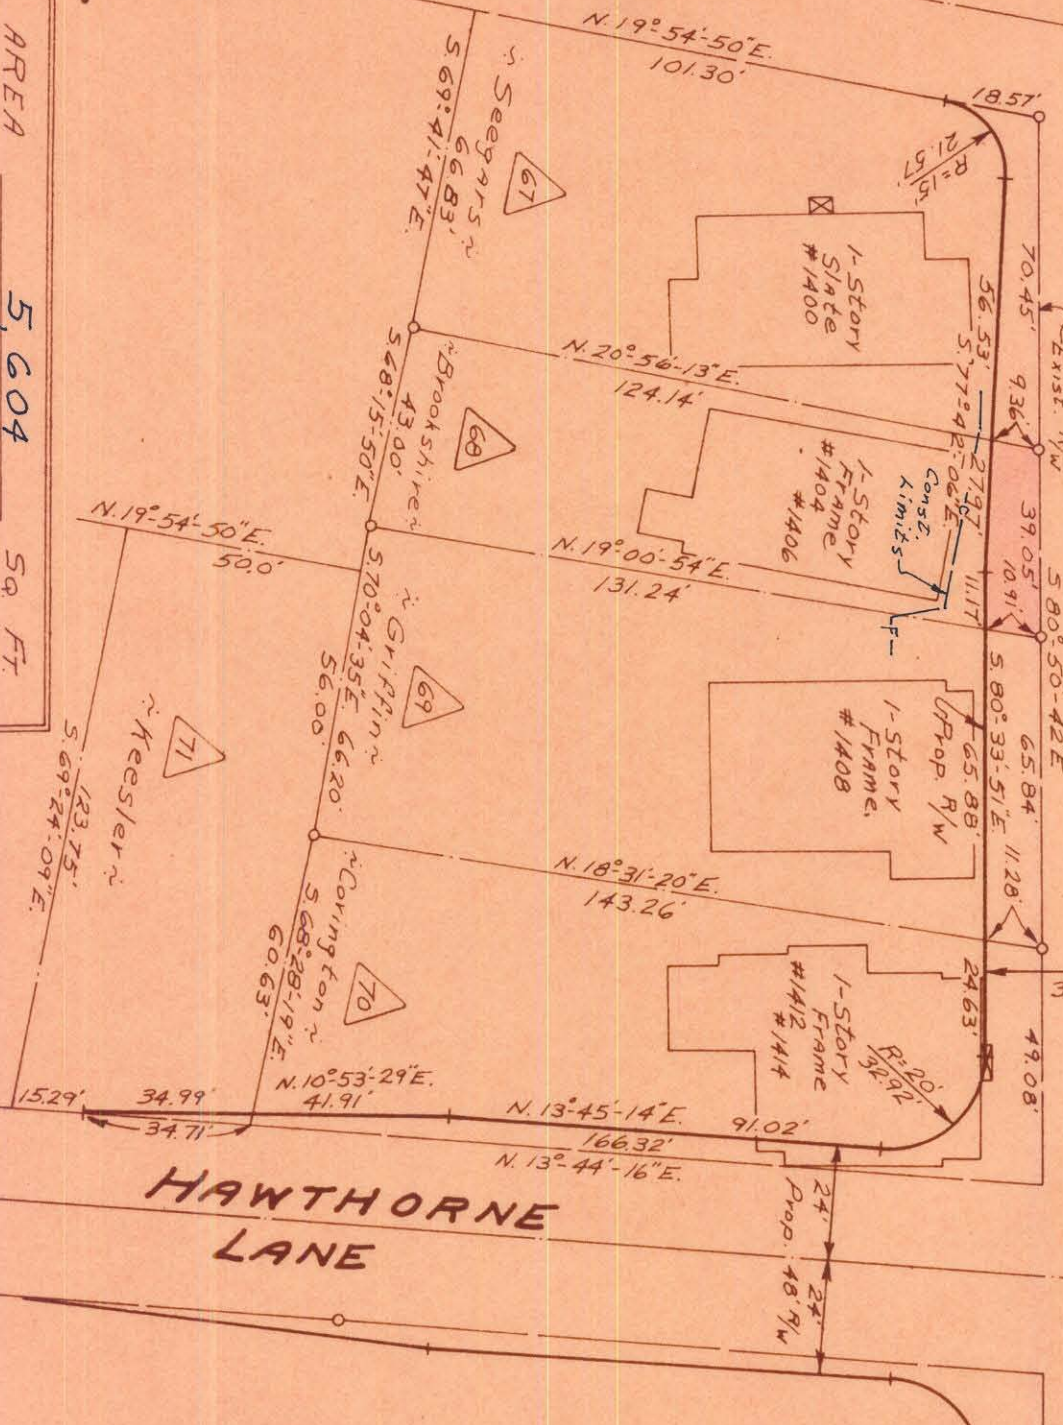 AREA 5,604 SQ FT.
N. 19°-54'-50"E.
101.30'
18.57'
R=15'
21.57
~ Seegars ~
67
66.83'
S.69°-41'-47"E.
1-Story
Slate
#1400
70.45'
Exist. R/W
56.53'
S.77°-42'-06"E.
9.36'
N. 20°-56'-13"E.
124.14'
~Brookshire~
68
43.00'
S.68°-15'-50"E.
1-Story
Frame
#1404
#1406
Const.
Limits
27.97'
39.05'
11.17'
10.91'
S.80°-50'-42"E
F
N. 19°-00'-54"E.
131.24'
N. 19°-54'-50"E.
50.0'
~ Griffin ~
69
S.70°-04'-35"E. 66.20'
56.00'
1-Story
Frame.
#1408
Prop. R/W
65.88'
S.80°-33'-51"E.
65.84'
11.28'
N. 18°-31'-20"E.
143.26'
~ Keesler ~
71
123.75'
S.69°-24'-09"E.
~Covington ~
70
S.68°-28'-19"E.
60.63'
1-Story
Frame
#1412
#1414
24.63'
49.08'
R=20'
32.92'
15.29'
34.99'
34.71'
N. 10°-53'-29"E.
41.91'
N. 13°-45'-14"E.
91.02'
166.32'
N. 13°-44'-16"E.
HAWTHORNE
LANE
24'
24'
Prop. 48' R/W